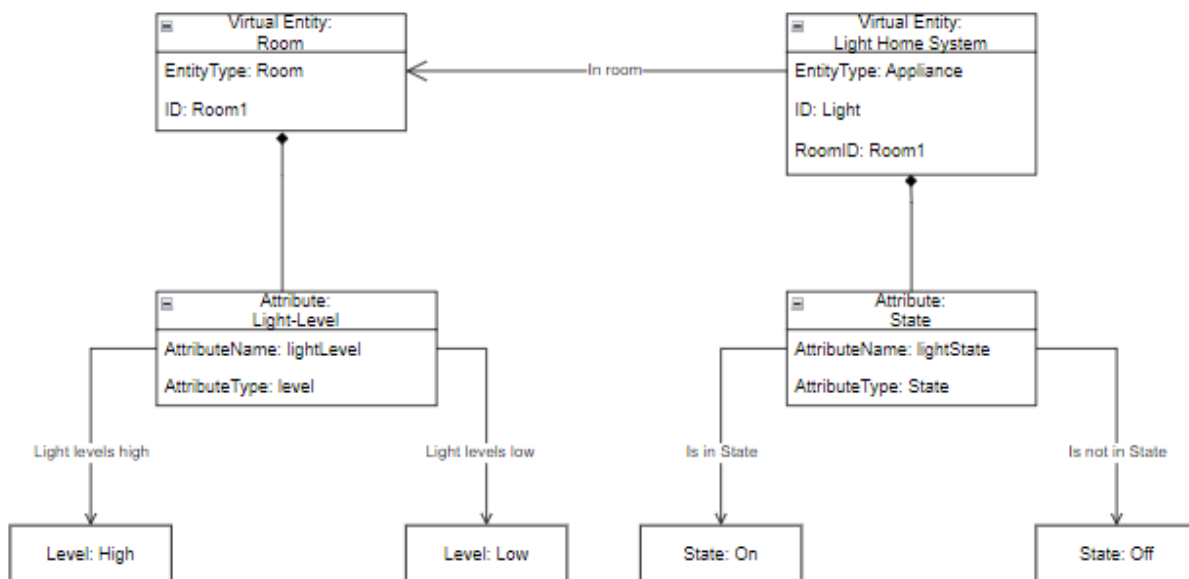 Virtual Entity:
Room
EntityType: Room
ID: Room1
In room
Virtual Entity:
Light Home System
EntityType: Appliance
ID: Light
RoomID: Room1
Attribute:
Light-Level
AttributeName: lightLevel
AttributeType: level
Attribute:
State
AttributeName: lightState
AttributeType: State
Light levels high
Light levels low
Is in State
Is not in State
Level: High
Level: Low
State: On
State: Off